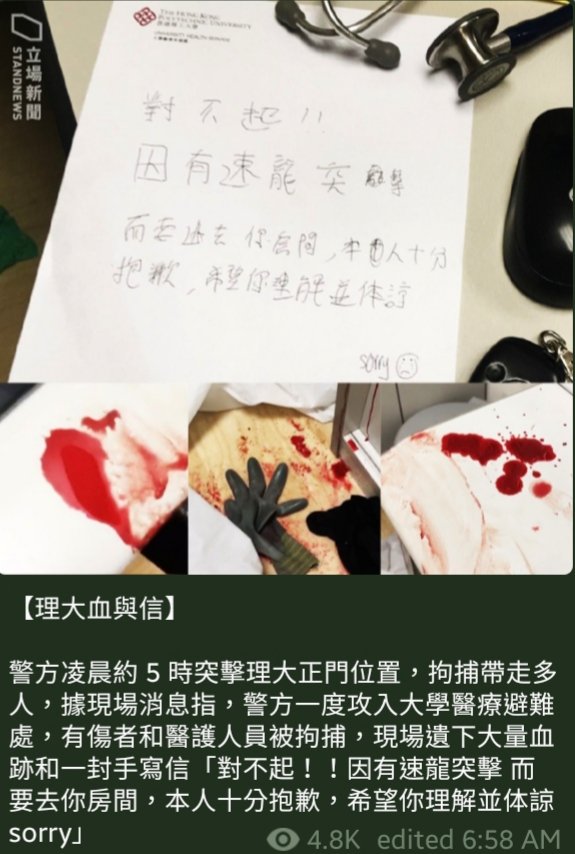 立場新聞
STANDNEWS
THE HONG KONG
POLYTECHNIC UNIVERSITY
香港理工大學
UNIVERSITY HEALTH SERVICE
對不起!!
因有速龍突擊
而要過去你房間,本人十分
抱歉,希望你理解並体諒
sorry
【理大血與信】
警方凌晨約 5 時突擊理大正門位置,拘捕帶走多
人,據現場消息指,警方一度攻入大學醫療避難
處,有傷者和醫護人員被拘捕,現場遺下大量血
跡和一封手寫信「對不起!!因有速龍突擊 而
要去你房間,本人十分抱歉,希望你理解並体諒
sorry」
4.8K edited 6:58 AM